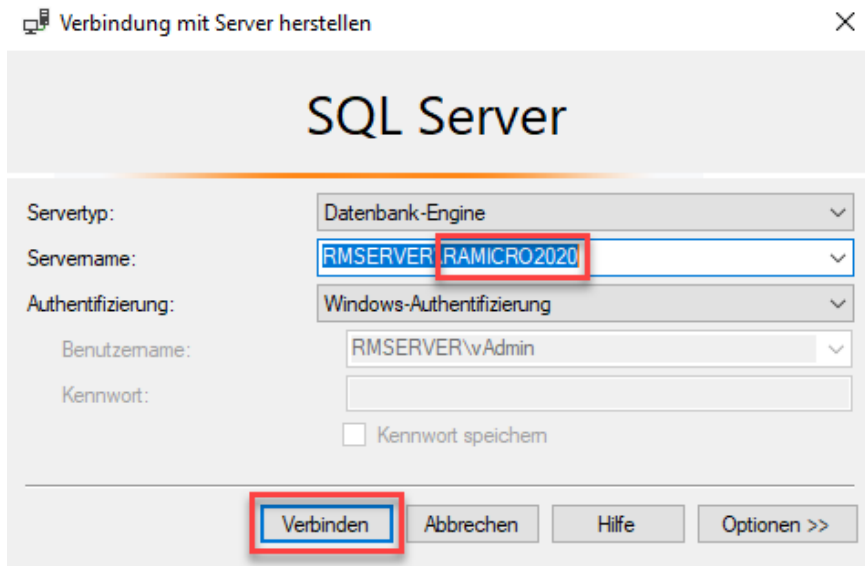 Verbindung mit Server herstellen
SQL Server
Servertyp: Datenbank-Engine
Servername: RMSERVER\RAMICRO2020
Authentifizierung: Windows-Authentifizierung
Benutzername: RMSERVER\vAdmin
Kennwort:
Kennwort speichern
Verbinden Abbrechen Hilfe Optionen >>